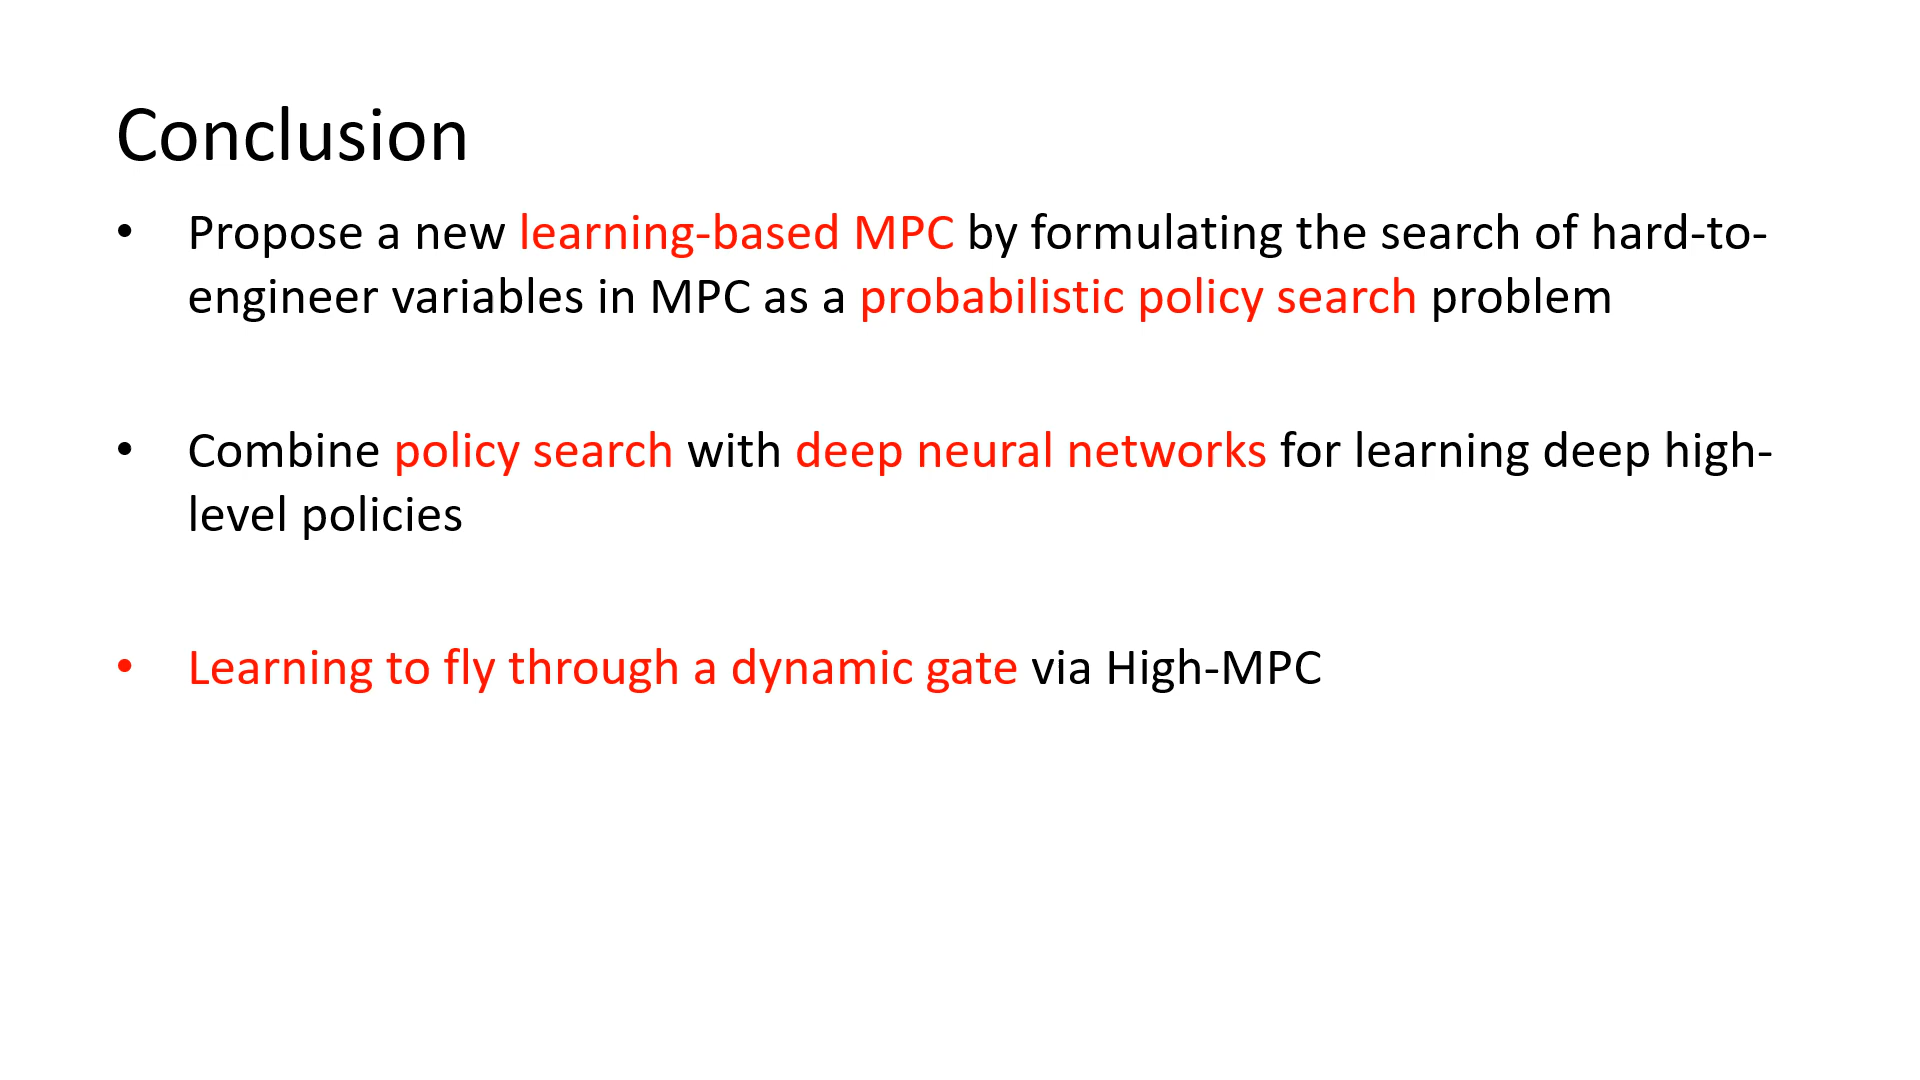 Conclusion
• Propose a new learning-based MPC by formulating the search of hard-to-
engineer variables in MPC as a probabilistic policy search problem
• Combine policy search with deep neural networks for learning deep high-
level policies
• Learning to fly through a dynamic gate via High-MPC